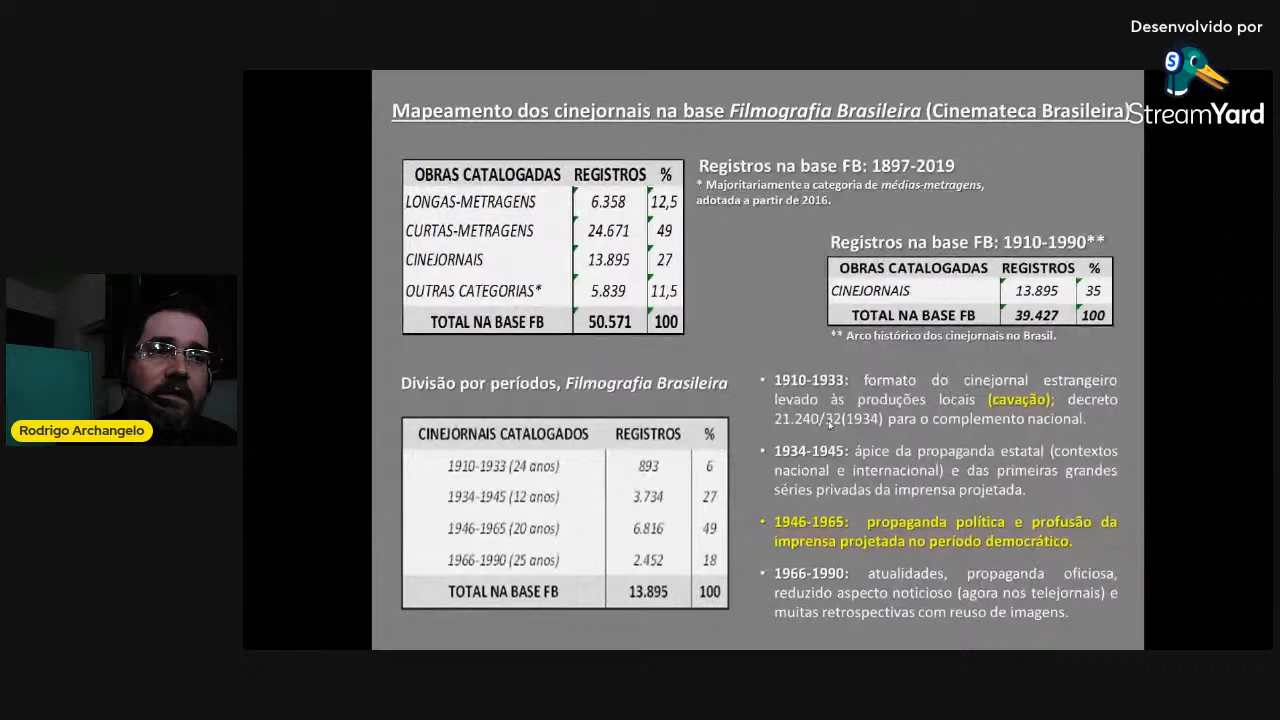 Desenvolvido por
StreamYard
Mapeamento dos cinejornais na base Filmografia Brasileira (Cinemateca Brasileira)
OBRAS CATALOGADAS REGISTROS %
LONGAS-METRAGENS 6.358 12,5
CURTAS-METRAGENS 24.671 49
CINEJORNAIS 13.895 27
OUTRAS CATEGORIAS* 5.839 11,5
TOTAL NA BASE FB 50.571 100
Registros na base FB: 1897-2019
* Majoritariamente a categoria de médias-metragens,
adotada a partir de 2016.
Registros na base FB: 1910-1990**
OBRAS CATALOGADAS REGISTROS %
CINEJORNAIS 13.895 35
TOTAL NA BASE FB 39.427 100
** Arco histórico dos cinejornais no Brasil.
Divisão por períodos, Filmografia Brasileira
CINEJORNAIS CATALOGADOS REGISTROS %
1910-1933 (24 anos) 893 6
1934-1945 (12 anos) 3.734 27
1946-1965 (20 anos) 6.816 49
1966-1990 (25 anos) 2.452 18
TOTAL NA BASE FB 13.895 100
• 1910-1933: formato do cinejornal estrangeiro
levado às produções locais (cavação); decreto
21.240/32(1934) para o complemento nacional.
• 1934-1945: ápice da propaganda estatal (contextos
nacional e internacional) e das primeiras grandes
séries privadas da imprensa projetada.
• 1946-1965: propaganda política e profusão da
imprensa projetada no período democrático.
• 1966-1990: atualidades, propaganda oficiosa,
reduzido aspecto noticioso (agora nos telejornais) e
muitas retrospectivas com reuso de imagens.
Rodrigo Archangelo